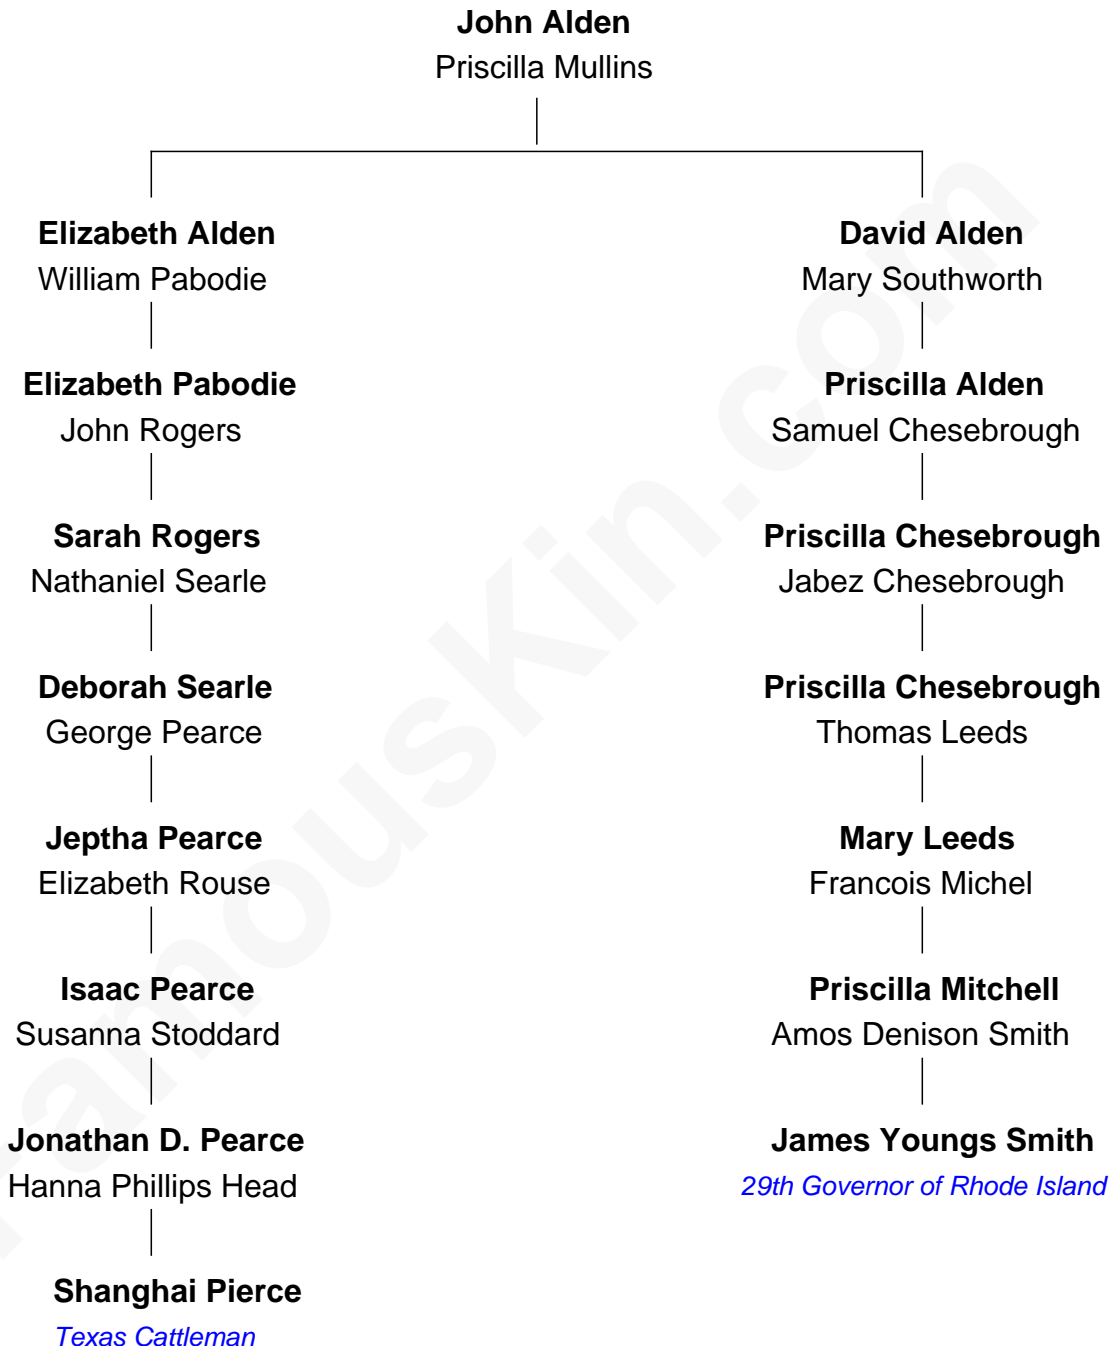 John Alden
Priscilla Mullins
Elizabeth Alden
William Pabodie
David Alden
Mary Southworth
Elizabeth Pabodie
John Rogers
Priscilla Alden
Samuel Chesebrough
Sarah Rogers
Nathaniel Searle
Priscilla Chesebrough
Jabez Chesebrough
Deborah Searle
George Pearce
Priscilla Chesebrough
Thomas Leeds
Jeptha Pearce
Elizabeth Rouse
Mary Leeds
Francois Michel
Isaac Pearce
Susanna Stoddard
Priscilla Mitchell
Amos Denison Smith
Jonathan D. Pearce
Hanna Phillips Head
James Youngs Smith
29th Governor of Rhode Island
Shanghai Pierce
Texas Cattleman
FamousKin.com